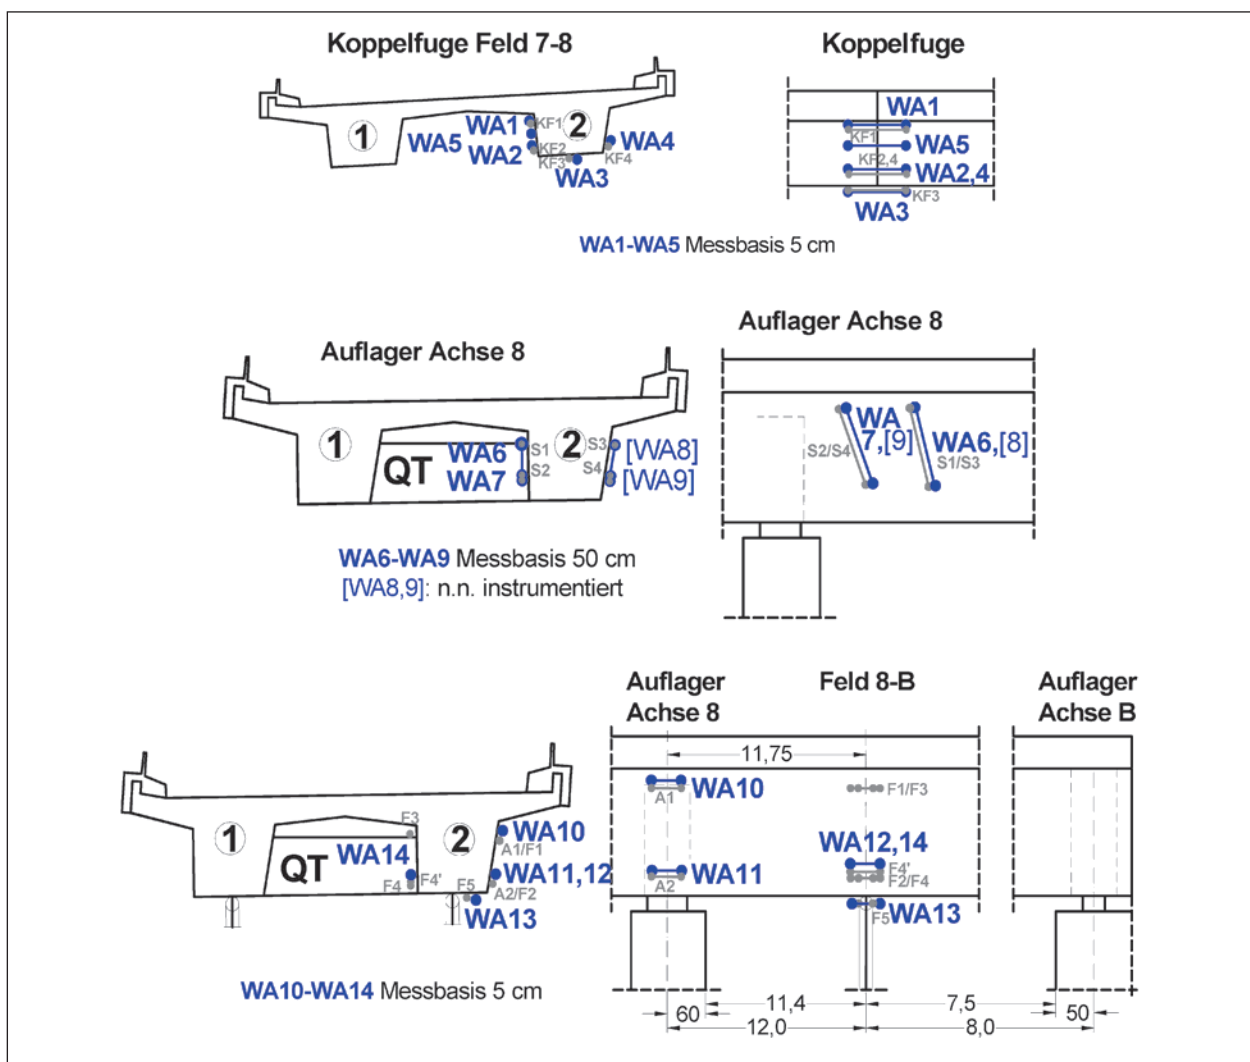 Koppelfuge Feld 7-8
Koppelfuge
1
2
WA1
KF1
WA5
WA2
KF2
KF3
WA3
WA4
KF4
WA1
KF1
WA5
KF2,4
WA2,4
KF3
WA3
WA1-WA5 Messbasis 5 cm
Auflager Achse 8
Auflager Achse 8
1
2
QT
WA6
S1
WA7
S2
S3
[WA8]
S4
[WA9]
S2/S4
WA
7,[9]
WA6,[8]
S1/S3
WA6-WA9 Messbasis 50 cm
[WA8,9]: n.n. instrumentiert
Auflager
Achse 8
Feld 8-B
Auflager
Achse B
1
2
QT
F3
WA14
F4
F4'
F5
WA10
A1/F1
WA11,12
A2/F2
WA13
11,75
WA10
A1
F1/F3
WA12,14
F4'
F2/F4
WA11
A2
F5
WA13
WA10-WA14 Messbasis 5 cm
60
11,4
7,5
50
12,0
8,0